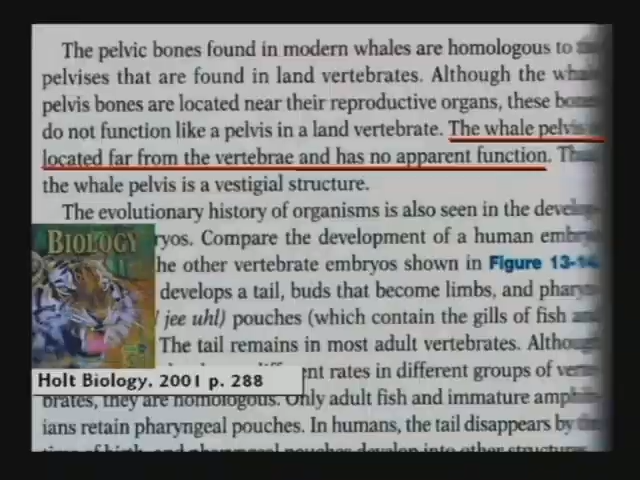 The pelvic bones found in modern whales are homologous to
pelvises that are found in land vertebrates. Although the
pelvis bones are located near their reproductive organs, these
do not function like a pelvis in a land vertebrate. The whale
located far from the vertebrae and has no apparent function.
the whale pelvis is a vestigial structure.
The evolutionary history of organisms is also seen in the
Compare the development of a human
other vertebrate embryos shown in Figure
develops a tail, buds that become limbs, and
jee uhl) pouches (which contain the gills of fish
The tail remains in most adult vertebrates.
rates in different groups of
brates, they are homologous. Only adult fish and immature
ians retain pharyngeal pouches. In humans, the tail disappears by
BIOLOGY
Holt Biology, 2001 p. 288